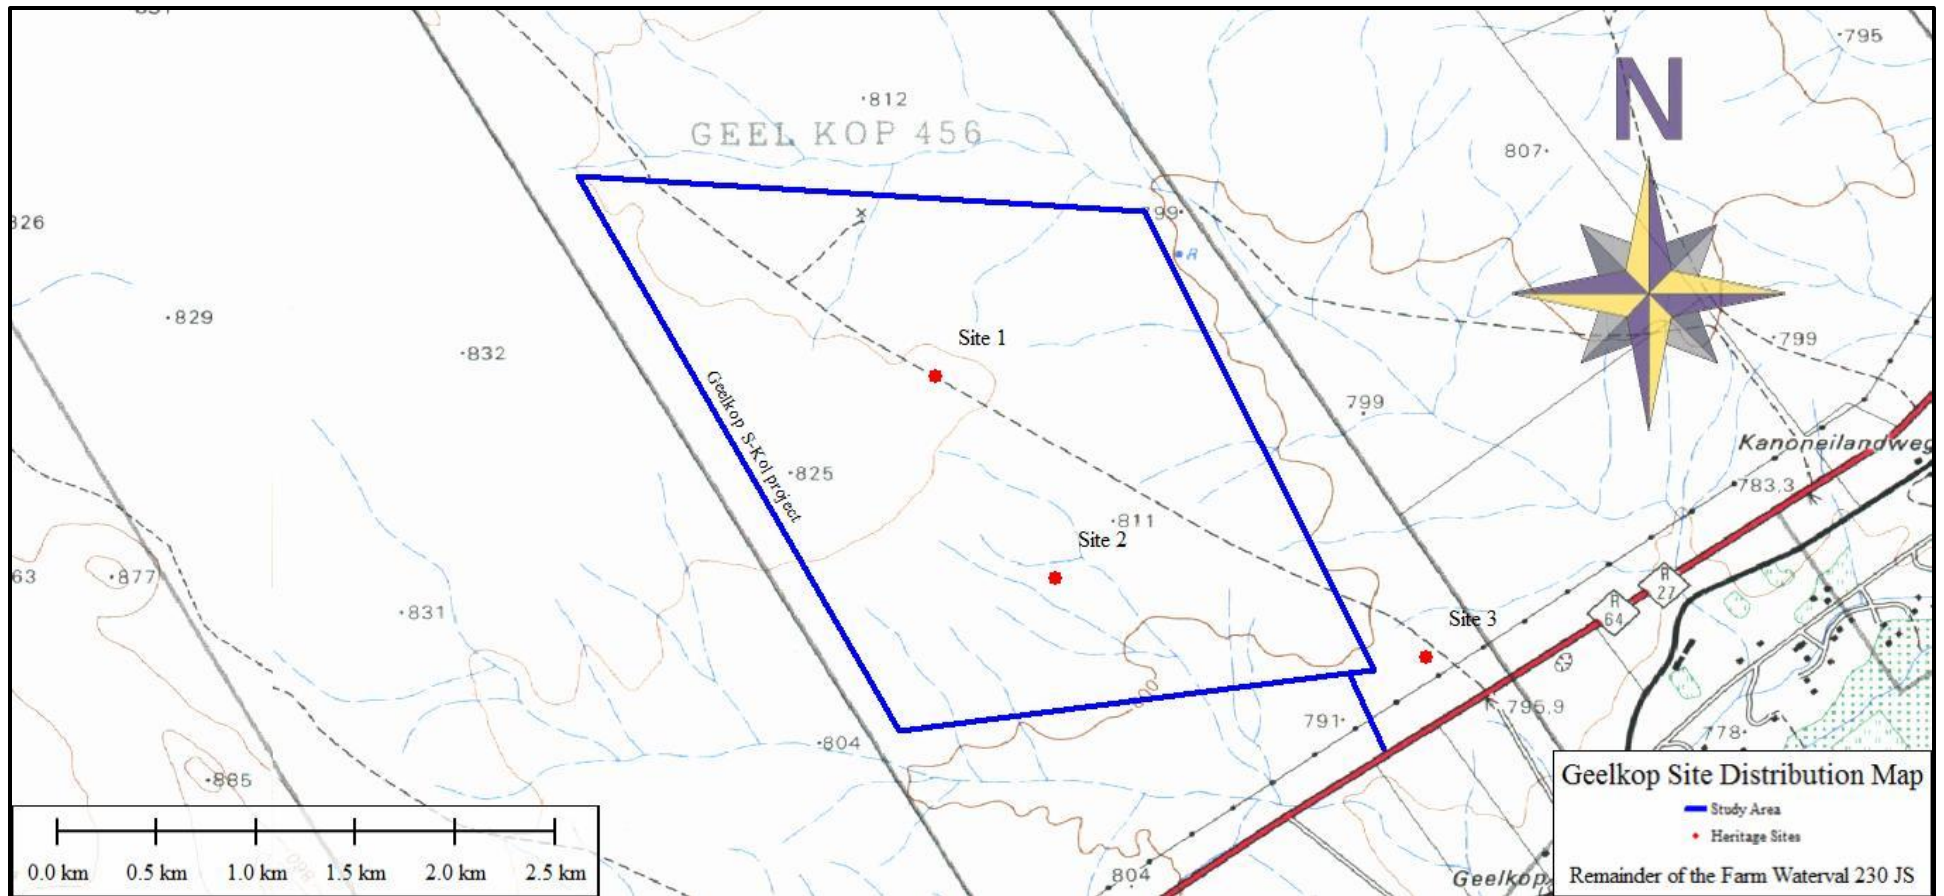 795
812
GEEL KOP 456
N
807
826
799
R
829
Site 1
799
832
799
Geelkop S-Kol project
Kanoneilandweg
825
783,3
811
Site 2
63
877
R
27
R
64
831
Site 3
795,9
791
778
804
885
804
Geelkop
Geelkop Site Distribution Map
Study Area
Heritage Sites
Remainder of the Farm Waterval 230 JS
0.0 km 0.5 km 1.0 km 1.5 km 2.0 km 2.5 km